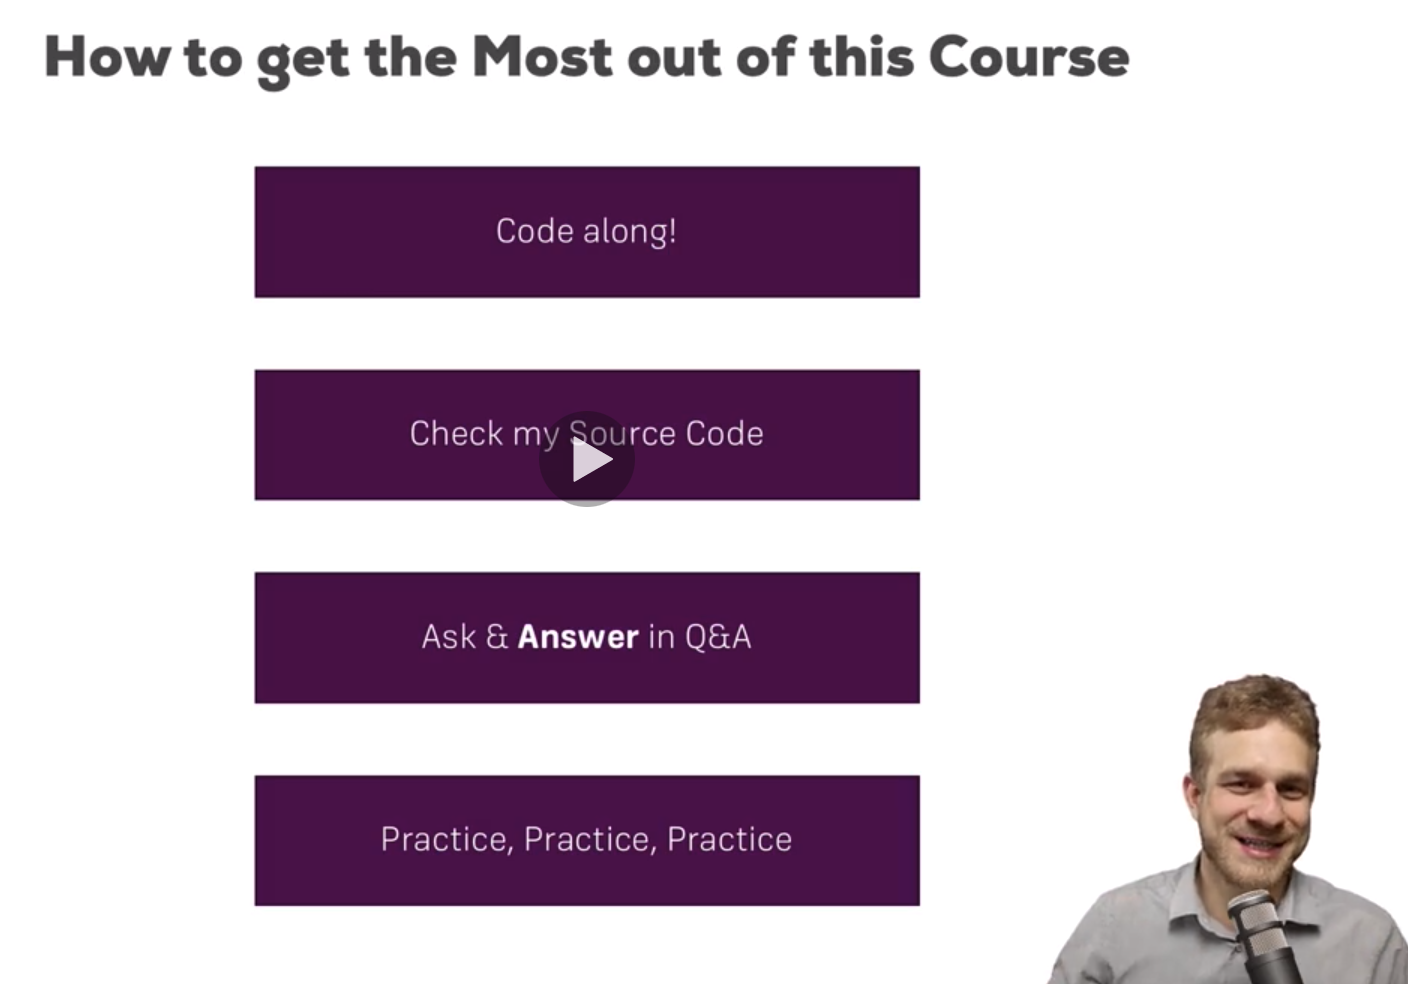 How to get the Most out of this Course
Code along!
Check my Source Code
Ask & Answer in Q&A
Practice, Practice, Practice